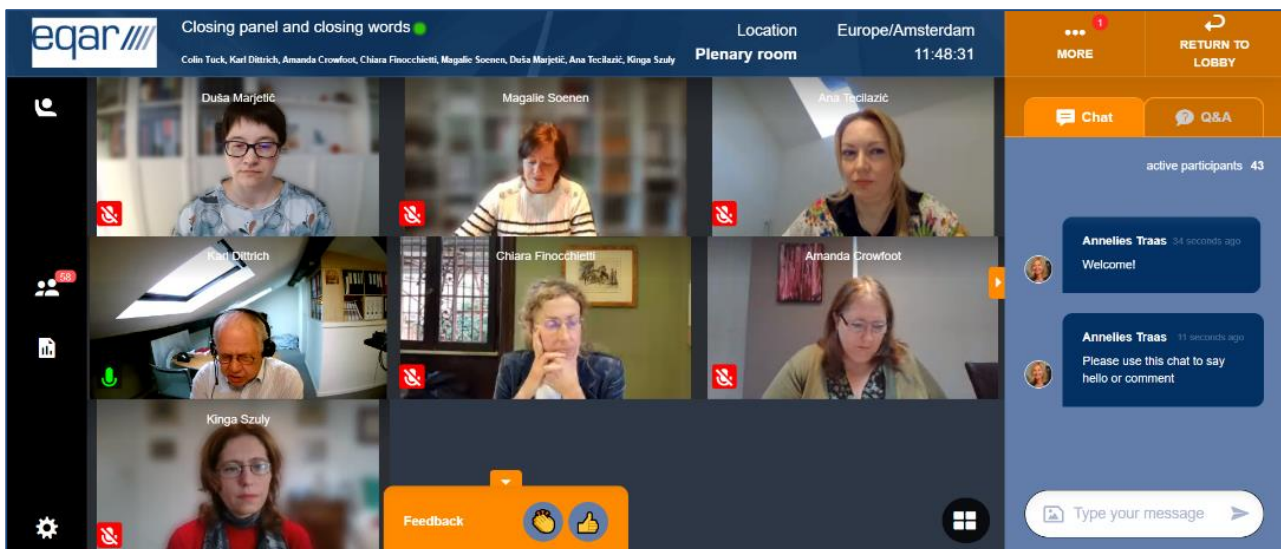 eqar
Closing panel and closing words
Colin Tuck, Karl Dittrich, Amanda Crowfoot, Chiara Finocchietti, Magalie Soenen, Duša Marjetič, Ana Tecilazić, Kinga Szuly
Location
Plenary room
Europe/Amsterdam
11:48:31
1
MORE
RETURN TO
LOBBY
Duša Marjetič
Magalie Soenen
Ana Tecilazić
Karl Dittrich
Chiara Finocchietti
Amanda Crowfoot
Kinga Szuly
58
Feedback
Chat
Q&A
active participants 43
Annelies Traas 34 seconds ago
Welcome!
Annelies Traas 11 seconds ago
Please use this chat to say
hello or comment
Type your message